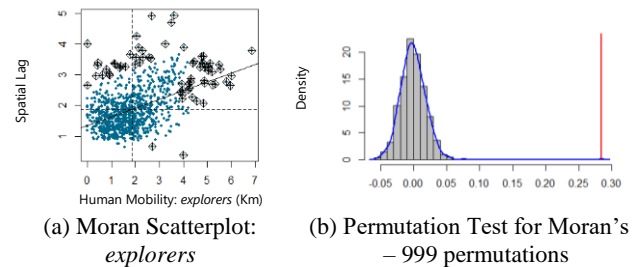 Spatial Lag
5
4
3
2
1
0 1 2 3 4 5 6 7
Human Mobility: explorers (Km)
(a) Moran Scatterplot:
explorers
Density
20
15
10
5
0
-0.05 0.00 0.05 0.10 0.15 0.20 0.25 0.30
(b) Permutation Test for Moran's
– 999 permutations